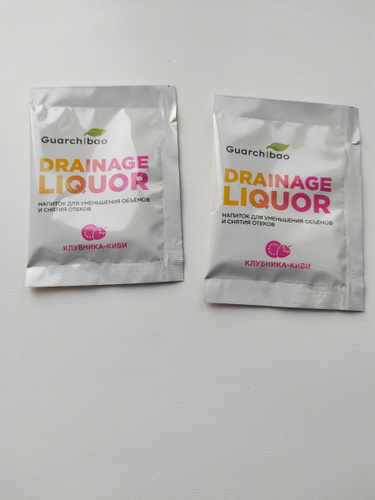 Guarchibao
DRAINAGE
LIQUOR
НАПИТОК ДЛЯ УМЕНЬШЕНИЯ ОБЪЁМОВ
И СНЯТИЯ ОТЕКОВ
КЛУБНИКА-КИВИ
Guarchibao
DRAINAGE
LIQUOR
НАПИТОК ДЛЯ УМЕНЬШЕНИЯ ОБЪЁМОВ
И СНЯТИЯ ОТЕКОВ
КЛУБНИКА-КИВИ